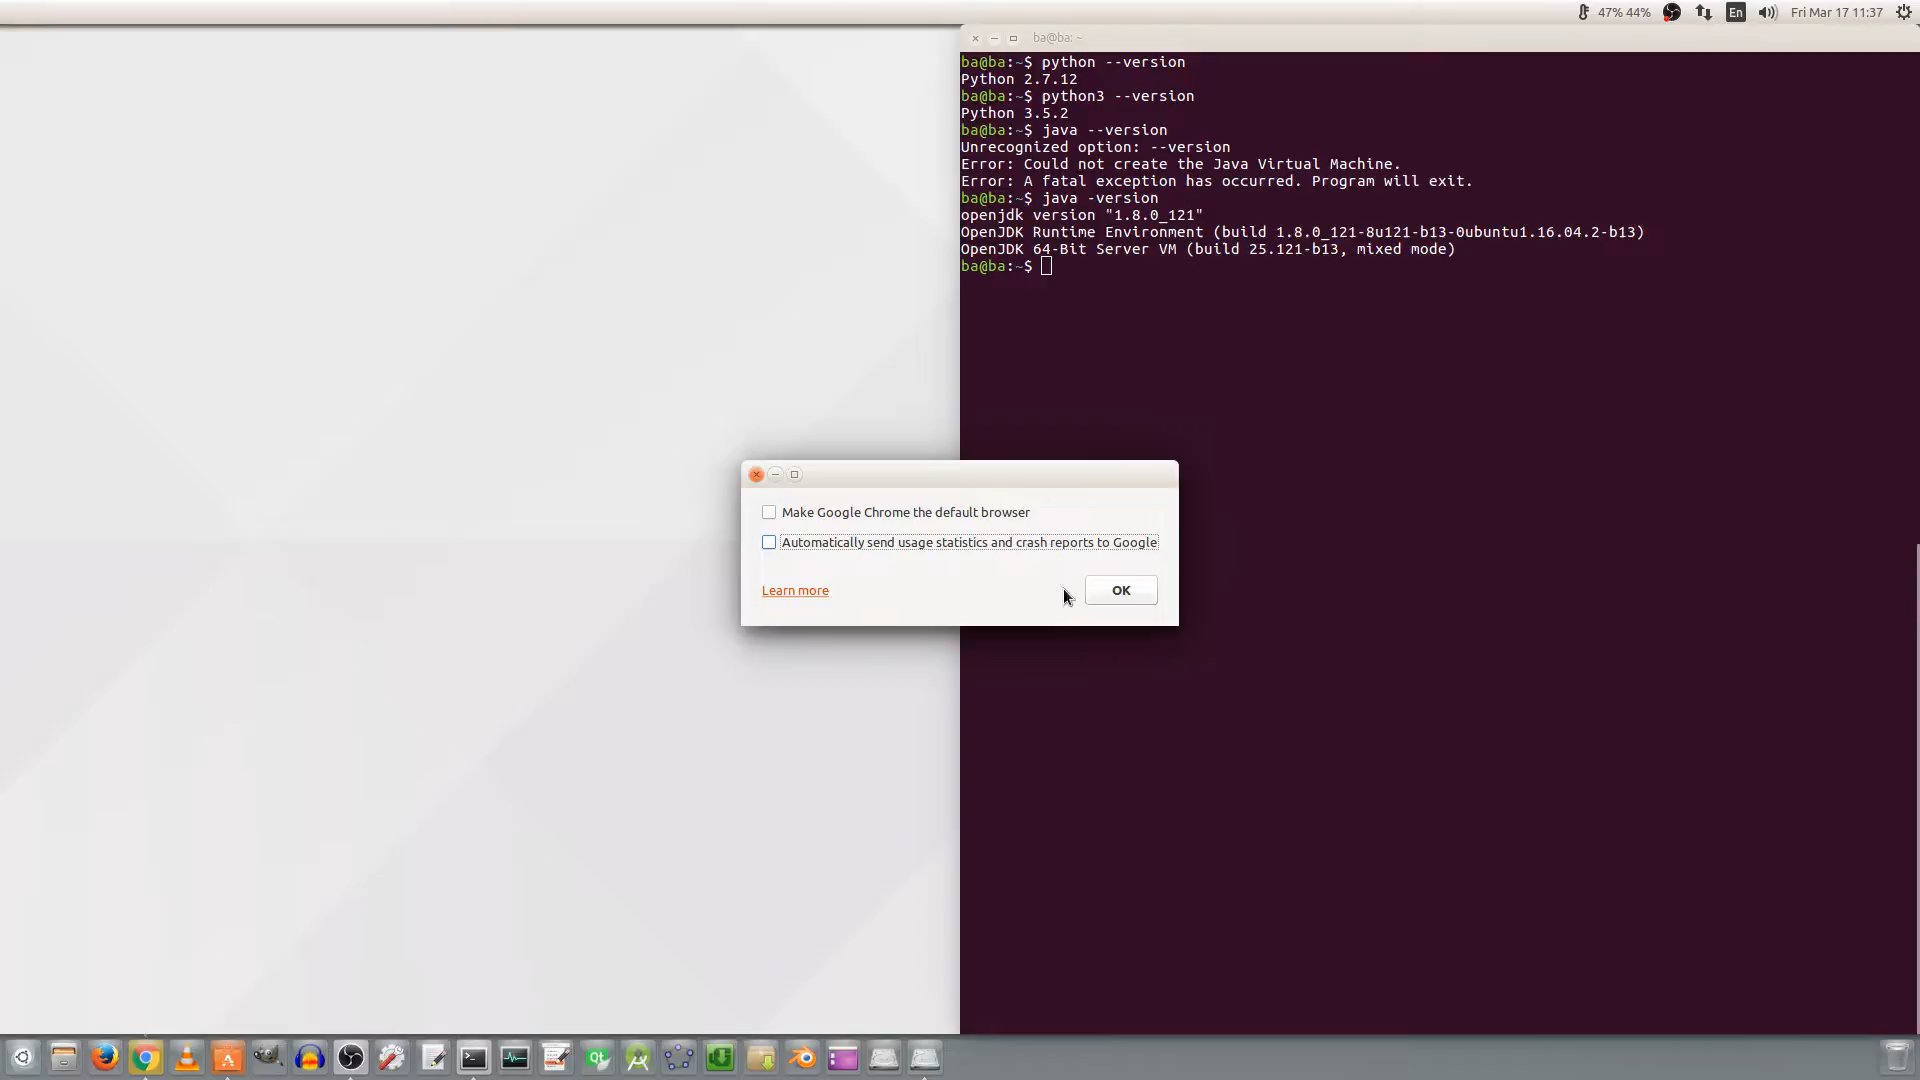 47% 44%
En
Fri Mar 17 11:37
ba@ba: ~
ba@ba:~$ python --version
Python 2.7.12
ba@ba:~$ python3 --version
Python 3.5.2
ba@ba:~$ java --version
Unrecognized option: --version
Error: Could not create the Java Virtual Machine.
Error: A fatal exception has occurred. Program will exit.
ba@ba:~$ java -version
openjdk version "1.8.0_121"
OpenJDK Runtime Environment (build 1.8.0_121-8u121-b13-0ubuntu1.16.04.2-b13)
OpenJDK 64-Bit Server VM (build 25.121-b13, mixed mode)
ba@ba:~$
Make Google Chrome the default browser
Automatically send usage statistics and crash reports to Google
Learn more
OK
Qt